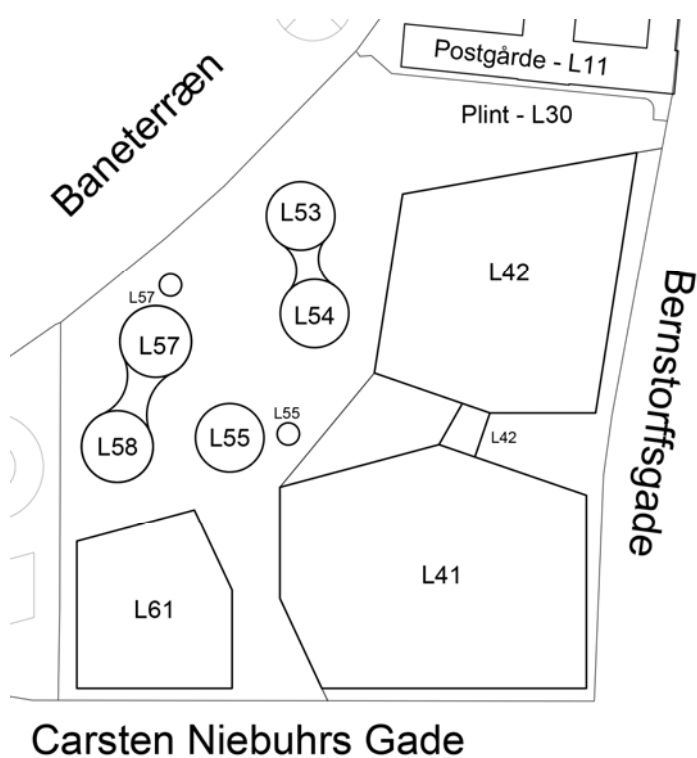 Postgårde - L11
Plint - L30
Baneterræn
L53
L42
L57
L54
L57
Bernstorffsgade
L55
L55
L42
L58
L41
L61
Carsten Niebuhrs Gade